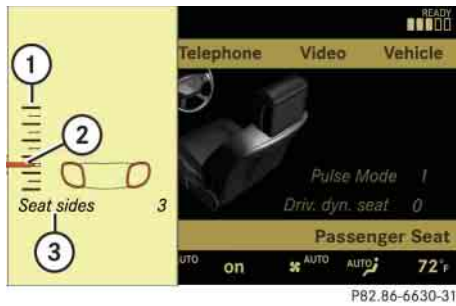 READY
Telephone Video Vehicle
1
2
Pulse Mode 1
Seat sides 3
Driv. dyn. seat 0
3
Passenger Seat
UTO on AUTO AUTO 72°F
P82.86-6630-31